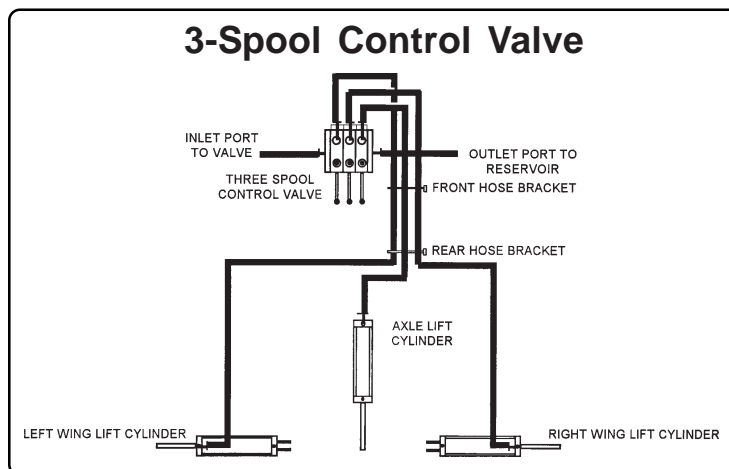 3-Spool Control Valve
INLET PORT
TO VALVE
OUTLET PORT TO
RESERVOIR
THREE SPOOL
CONTROL VALVE
FRONT HOSE BRACKET
REAR HOSE BRACKET
AXLE LIFT
CYLINDER
LEFT WING LIFT CYLINDER
RIGHT WING LIFT CYLINDER